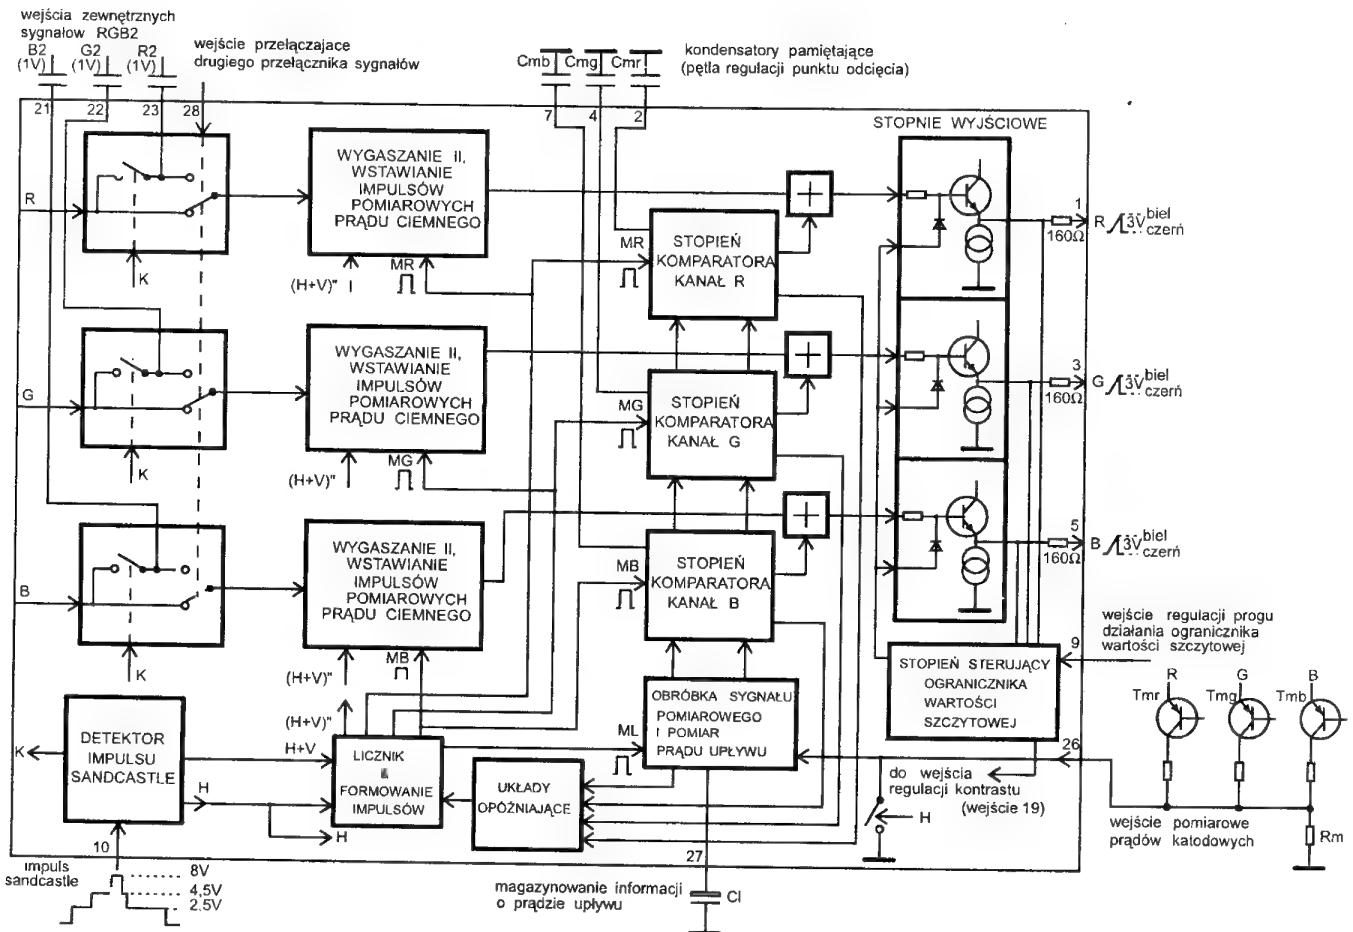 wejścia zewnętrznych
sygnałow RGB2
B2 G2 R2
(1V) (1V) (1V)
wejście przełączajace
drugiego przełącznika sygnałów
Cmb Cmg Cmr
kondensatory pamiętające
(pętla regulacji punktu odcięcia)
21 22 23 28 7 4 2
STOPNIE WYJŚCIOWE
WYGASZANIE II,
WSTAWIANIE
IMPULSÓW
POMIAROWYCH
PRĄDU CIEMNEGO
R
K
(H+V)"
MR
MR
STOPIEŃ
KOMPARATORA
KANAŁ R
+
1
160Ω
R 3V biel
czerń
WYGASZANIE II,
WSTAWIANIE
IMPULSÓW
POMIAROWYCH
PRĄDU CIEMNEGO
G
K
(H+V)"
MG
MG
STOPIEŃ
KOMPARATORA
KANAŁ G
+
3
160Ω
G 3V biel
czerń
WYGASZANIE II,
WSTAWIANIE
IMPULSÓW
POMIAROWYCH
PRĄDU CIEMNEGO
B
K
(H+V)"
MB
MB
STOPIEŃ
KOMPARATORA
KANAŁ B
+
5
160Ω
B 3V biel
czerń
wejście regulacji progu
działania ogranicznika
wartości szczytowej
9
STOPIEŃ STERUJĄCY
OGRANICZNIKA
WARTOŚCI
SZCZYTOWEJ
R G B
Tmr Tmg Tmb
26
OBRÓBKA SYGNAŁU
POMIAROWEGO
I POMIAR
PRĄDU UPŁYWU
ML
(H+V)"
DETEKTOR
IMPULSU
SANDCASTLE
K
H+V
H
H
LICZNIK
I
FORMOWANIE
IMPULSÓW
UKŁADY
OPÓŹNIAJĄCE
do wejścia
regulacji kontrastu
(wejście 19)
H
wejście pomiarowe
prądów katodowych
Rm
10
27
impuls
sandcastle
8V
4,5V
2.5V
magazynowanie informacji
o prądzie upływu
Cl